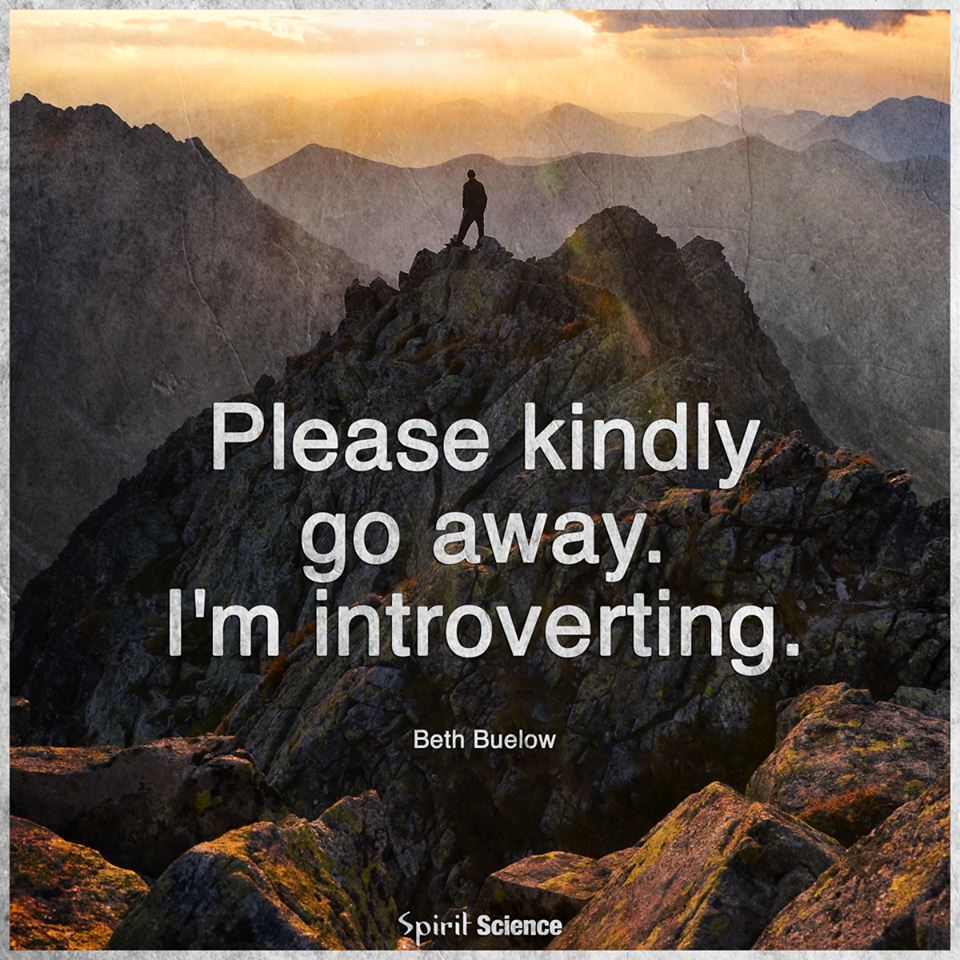 Please kindly
go away.
I'm introverting.
Beth Buelow
Spirit Science